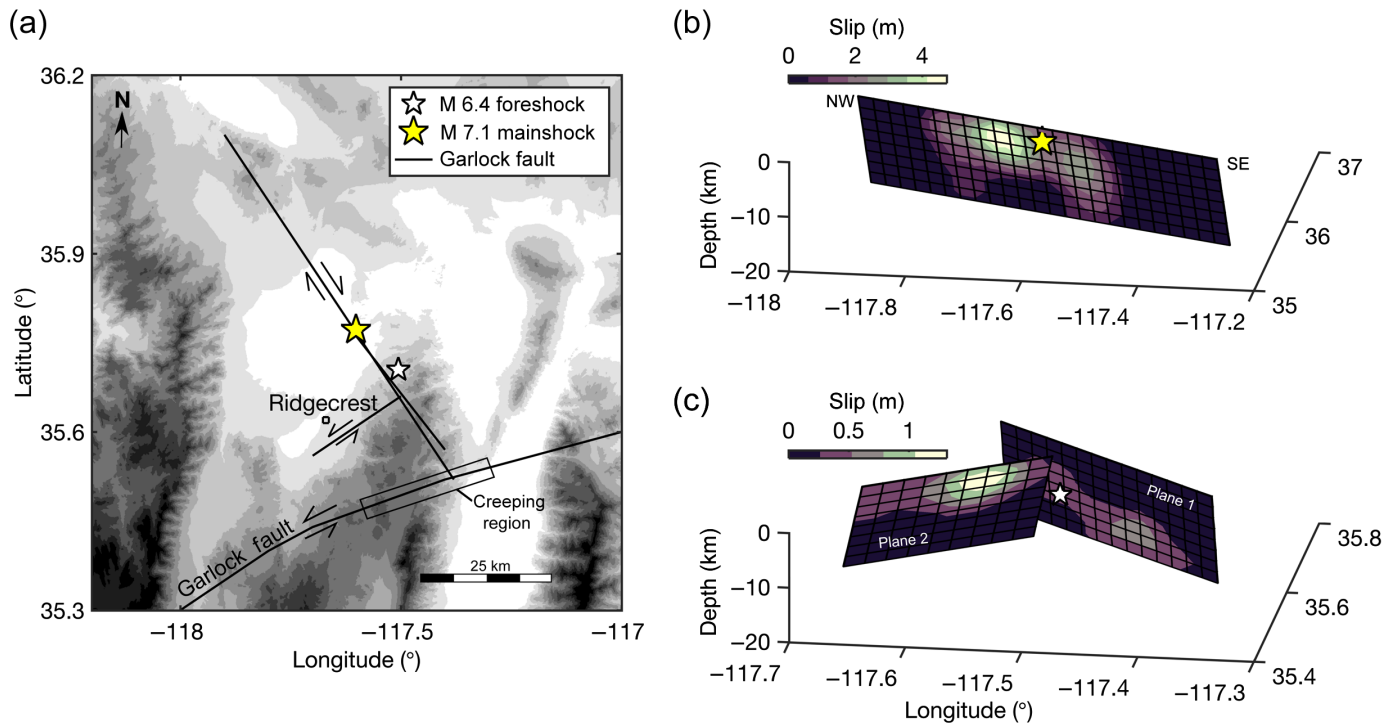 (a)
36.2
35.9
35.6
35.3
Latitude (°)
N
M 6.4 foreshock
M 7.1 mainshock
Garlock fault
Ridgecrest
Creeping
region
Garlock fault
25 km
−118
−117.5
−117
Longitude (°)
(b)
Slip (m)
0 2 4
NW
SE
0
−10
−20
Depth (km)
−118
−117.8
−117.6
−117.4
−117.2
35
36
37
(c)
Slip (m)
0 0.5 1
Plane 1
Plane 2
0
−10
−20
Depth (km)
−117.7
−117.6
−117.5
−117.4
−117.3
35.4
35.6
35.8
Longitude (°)